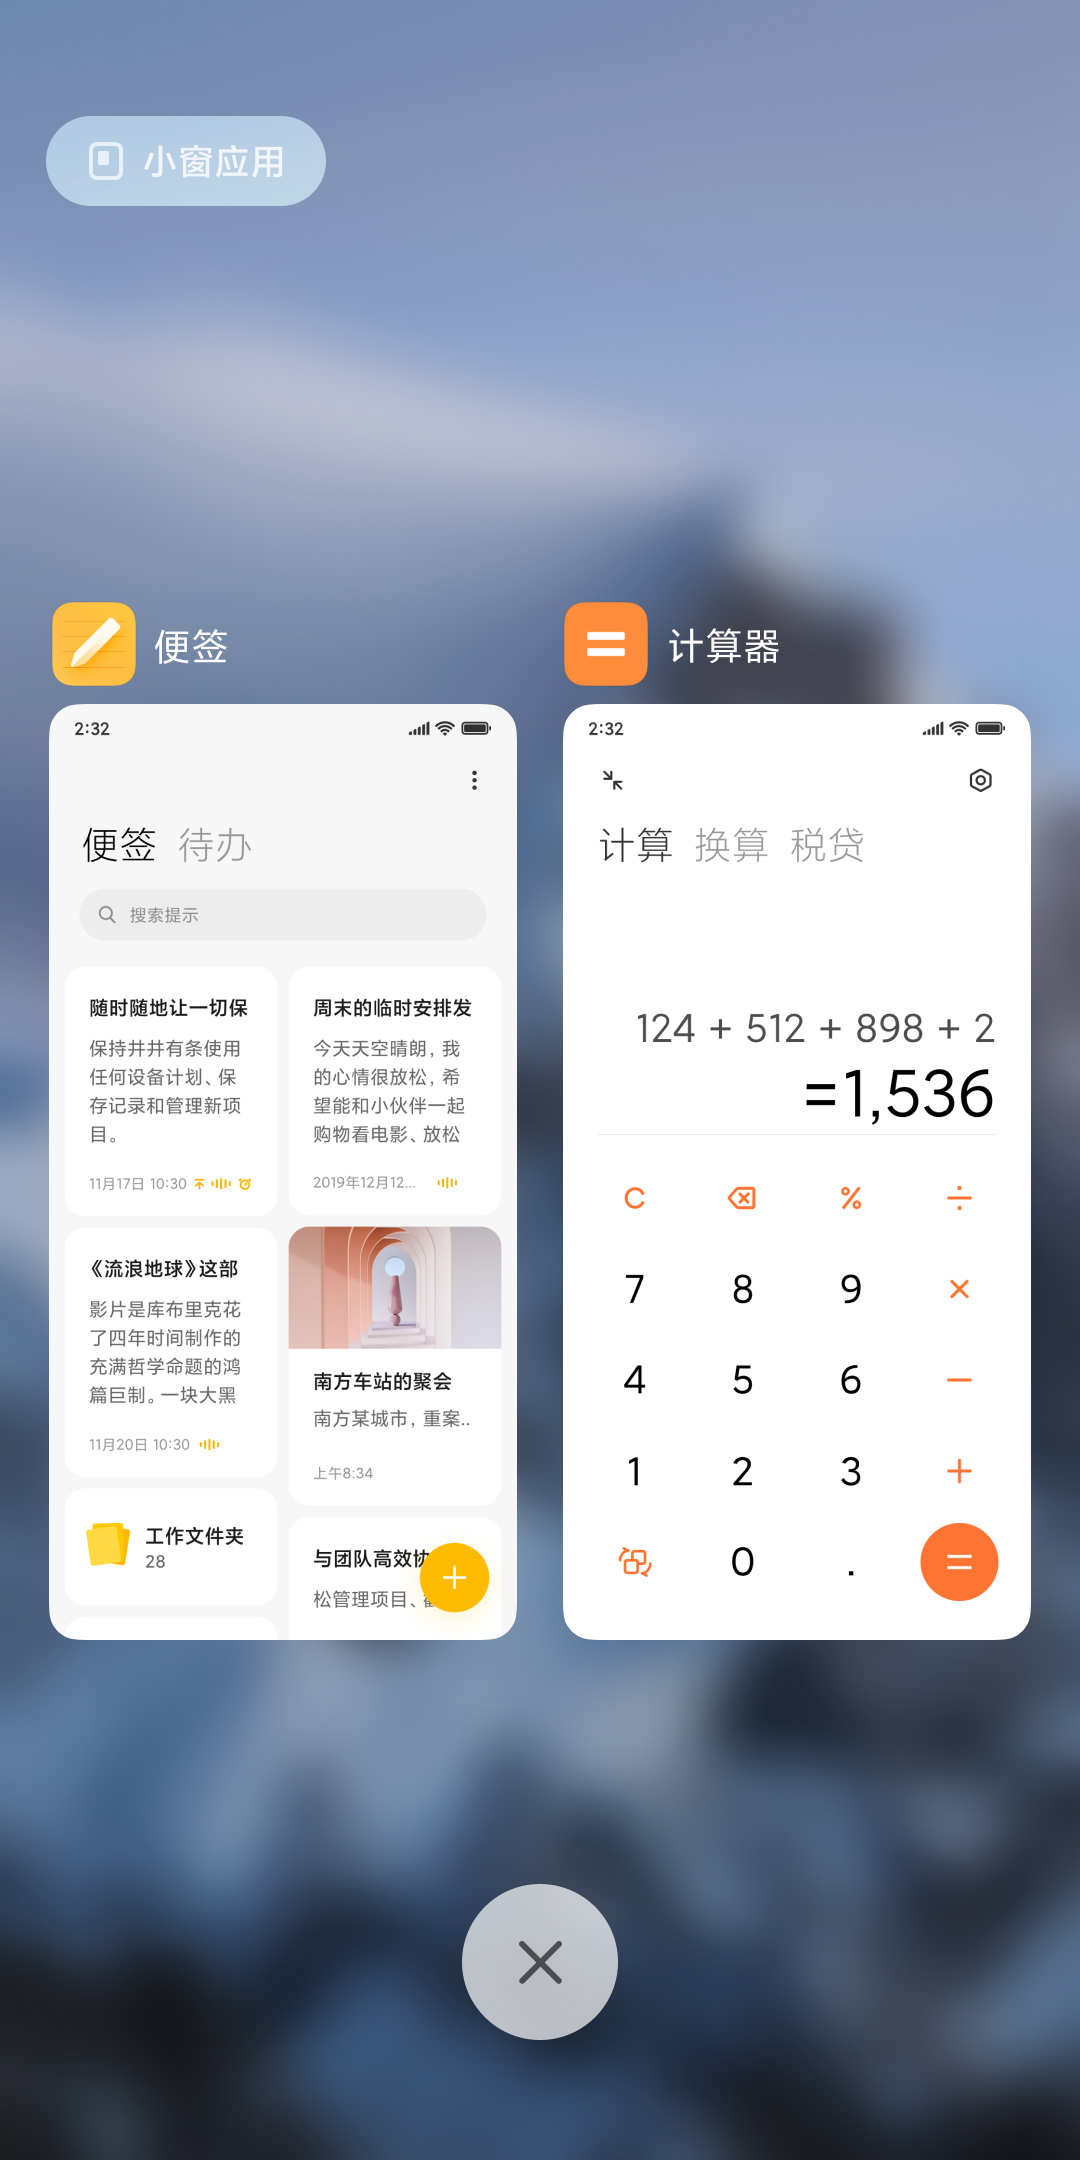 小窗应用
便签
2:32
便签 待办
搜索提示
随时随地让一切保
保持井井有条使用
任何设备计划、保
存记录和管理新项
目。
11月17日 10:30
周末的临时安排发
今天天空晴朗，我
的心情很放松，希
望能和小伙伴一起
购物看电影、放松
2019年12月12...
《流浪地球》这部
影片是库布里克花
了四年时间制作的
充满哲学命题的鸿
篇巨制。一块大黑
11月20日 10:30
南方车站的聚会
南方某城市，重案..
上午8:34
工作文件夹
28
与团队高效协
松管理项目、
计算器
2:32
计算 换算 税贷
124 + 512 + 898 + 2
=1,536
C % ÷
7 8 9 ×
4 5 6 −
1 2 3 +
0 . =